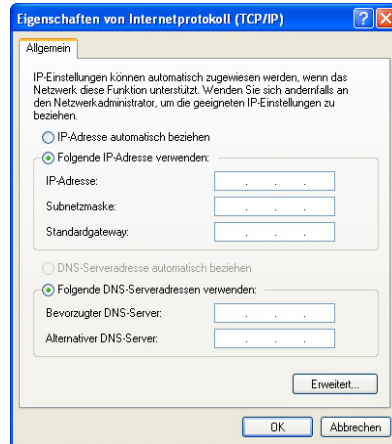 Eigenschaften von Internetprotokoll (TCP/IP)
Allgemein
IP-Einstellungen können automatisch zugewiesen werden, wenn das
Netzwerk diese Funktion unterstützt. Wenden Sie sich andernfalls an
den Netzwerkadministrator, um die geeigneten IP-Einstellungen zu
beziehen.
IP-Adresse automatisch beziehen
Folgende IP-Adresse verwenden:
IP-Adresse:
Subnetzmaske:
Standardgateway:
DNS-Serveradresse automatisch beziehen
Folgende DNS-Serveradressen verwenden:
Bevorzugter DNS-Server:
Alternativer DNS-Server:
Erweitert...
OK Abbrechen